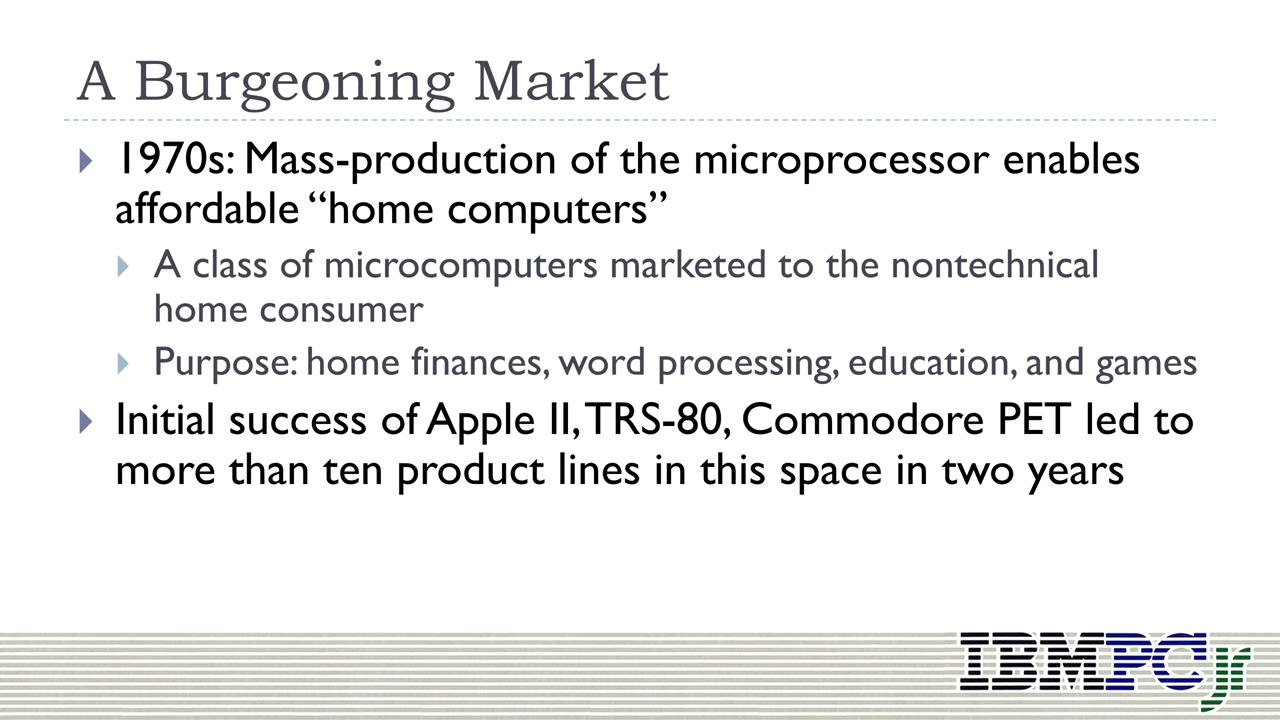 A Burgeoning Market
1970s: Mass-production of the microprocessor enables
affordable “home computers”
A class of microcomputers marketed to the nontechnical
home consumer
Purpose: home finances, word processing, education, and games
Initial success of Apple II, TRS-80, Commodore PET led to
more than ten product lines in this space in two years
IBMPCjr